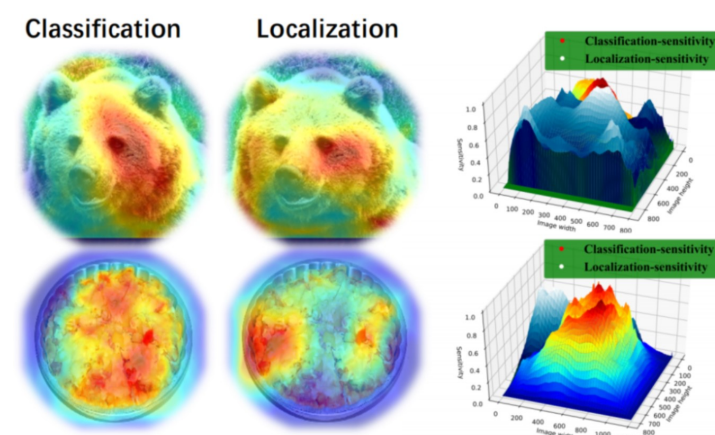 Classification Localization
Classification-sensitivity
Localization-sensitivity
1.0
0.8
0.6
0.4
0.2
0.0
Sensitivity
0 100 200 300 400 500 600 700 800
Image width
0
200
400
600
800
Image height
Classification-sensitivity
Localization-sensitivity
1.0
0.8
0.6
0.4
0.2
0.0
Sensitivity
0 200 400 600 800 1000
Image width
0
100
200
300
400
500
600
700
800
Image height